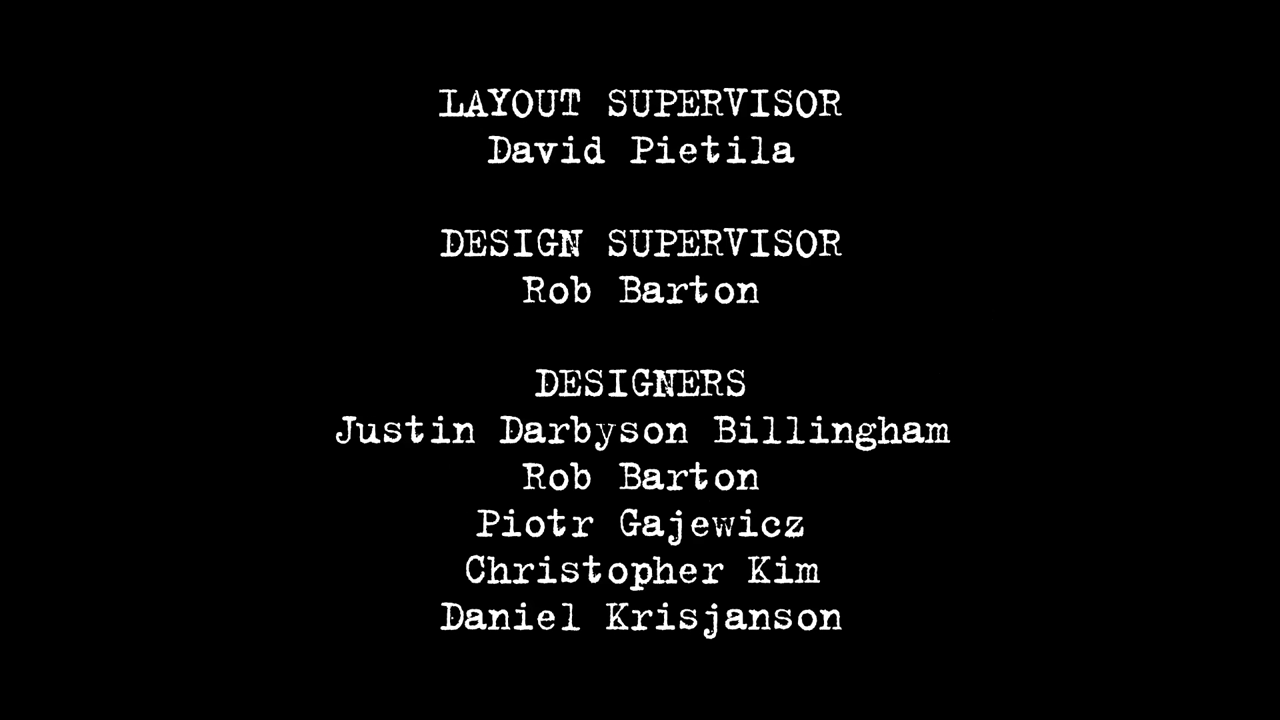 LAYOUT SUPERVISOR
David Pietila
DESIGN SUPERVISOR
Rob Barton
DESIGNERS
Justin Darbyson Billingham
Rob Barton
Piotr Gajewicz
Christopher Kim
Daniel Krisjanson